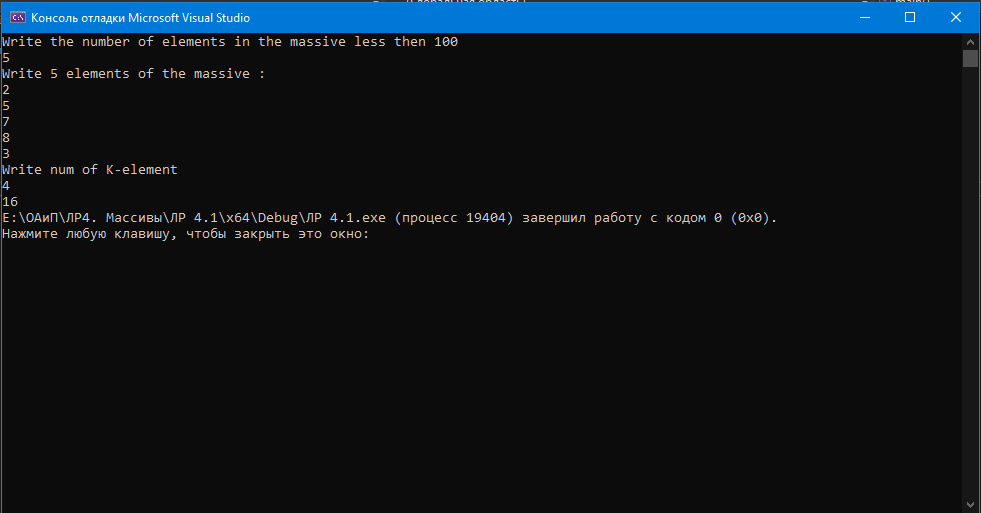 Консоль отладки Microsoft Visual Studio
Write the number of elements in the massive less then 100
5
Write 5 elements of the massive :
2
5
7
8
3
Write num of K-element
4
16
E:\ОАиП\ЛР4. Массивы\ЛР 4.1\x64\Debug\ЛР 4.1.exe (процесс 19404) завершил работу с кодом 0 (0x0).
Нажмите любую клавишу, чтобы закрыть это окно: